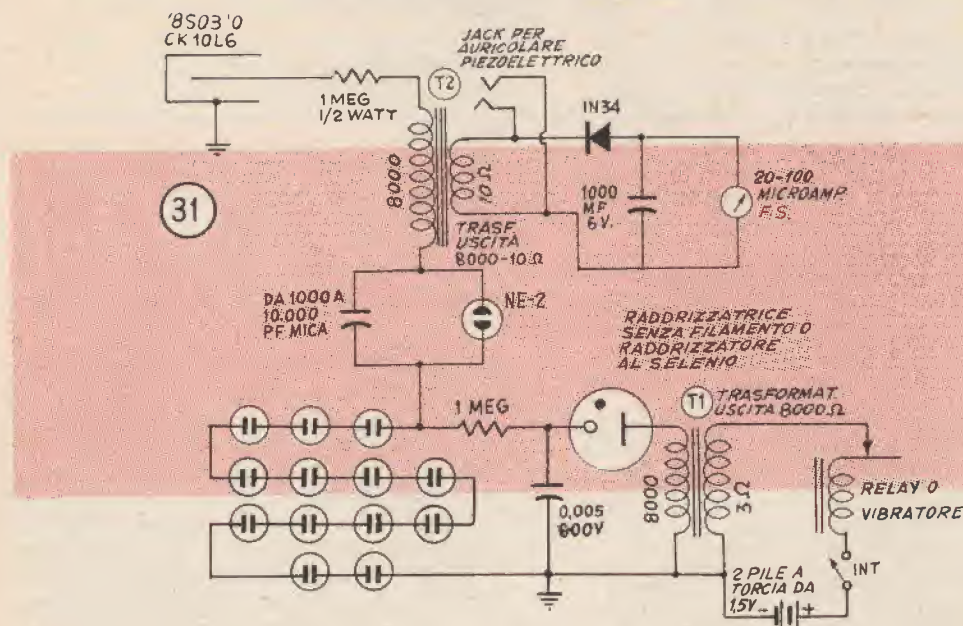 '8S03'0
CK10L6
JACK PER
AURICOLARE
PIEZOELETTRICO
T2
1 MEG
1/2 WATT
1N34
8000
10Ω
1000
MF
6V.
20-100
MICROAMP.
F.S.
31
TRASF.
USCITA
8000-10Ω
DA 1000 A
10.000
PF MICA
NE-2
RADDRIZZATRICE
SENZA FILAMENTO O
RADDRIZZATORE
AL SELENIO
T1
TRASFORMAT.
USCITA 8000Ω
1 MEG
8000
3Ω
RELAY O
VIBRATORE
0,005
800V
INT
2 PILE A
TORCIA DA
1,5V - +